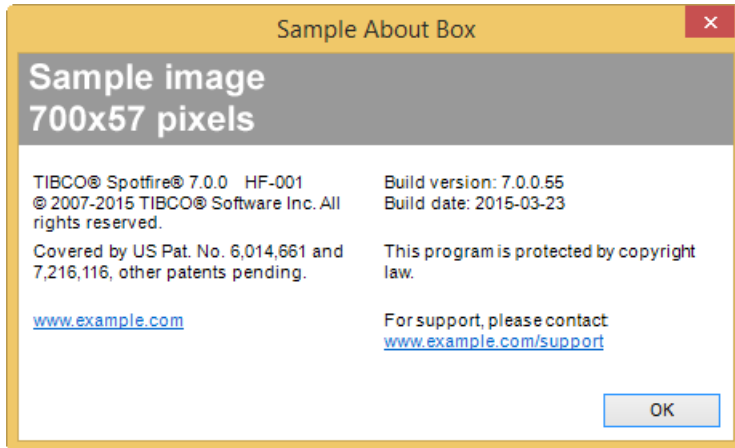 Sample About Box
Sample image
700x57 pixels
TIBCO® Spotfire® 7.0.0 HF-001
© 2007-2015 TIBCO® Software Inc. All
rights reserved.
Covered by US Pat. No. 6,014,661 and
7,216,116, other patents pending.
www.example.com
Build version: 7.0.0.55
Build date: 2015-03-23
This program is protected by copyright
law.
For support, please contact:
www.example.com/support
OK